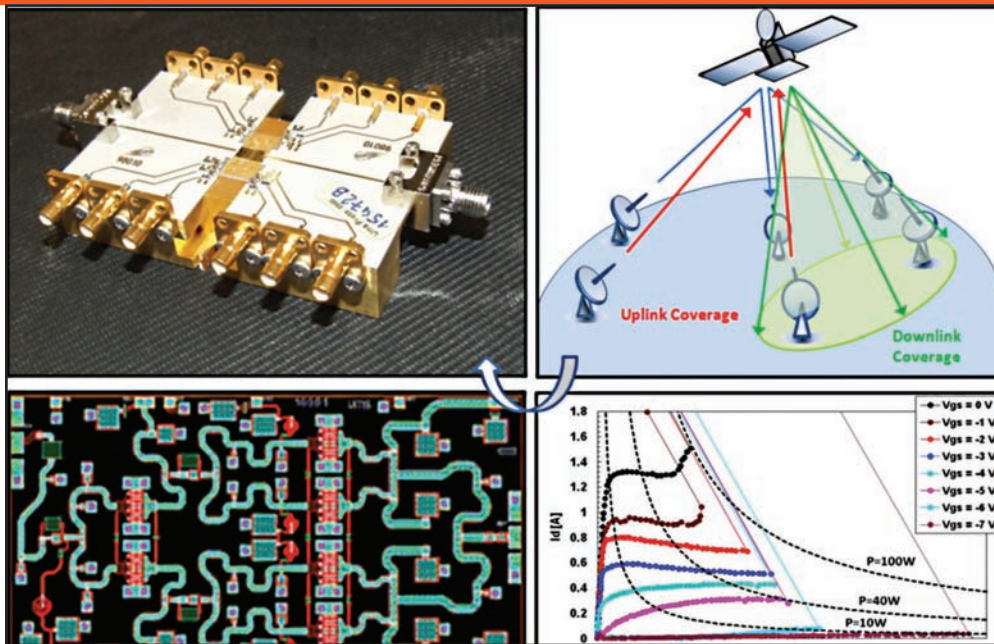 154728
Uplink Coverage
Downlink
Coverage
Vgs = 0 V
Vgs = -1 V
Vgs = -2 V
Vgs = -3 V
Vgs = -4 V
Vgs = -5 V
Vgs = -6 V
Vgs = -7 V
1.8
1.6
1.4
1.2
1
0.8
0.6
0.4
0.2
0
Id[A]
P=100W
P=40W
P=10W